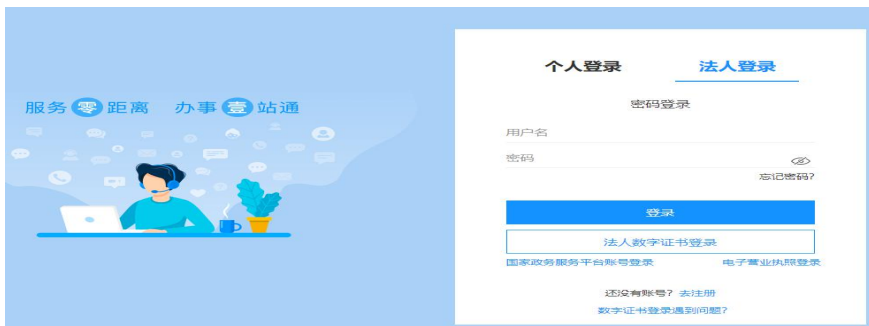 服务零距离 办事壹站通
个人登录 法人登录
密码登录
用户名
密码
忘记密码?
登录
法人数字证书登录
国家政务服务平台账号登录 电子营业执照登录
还没有账号? 去注册
数字证书登录遇到问题?